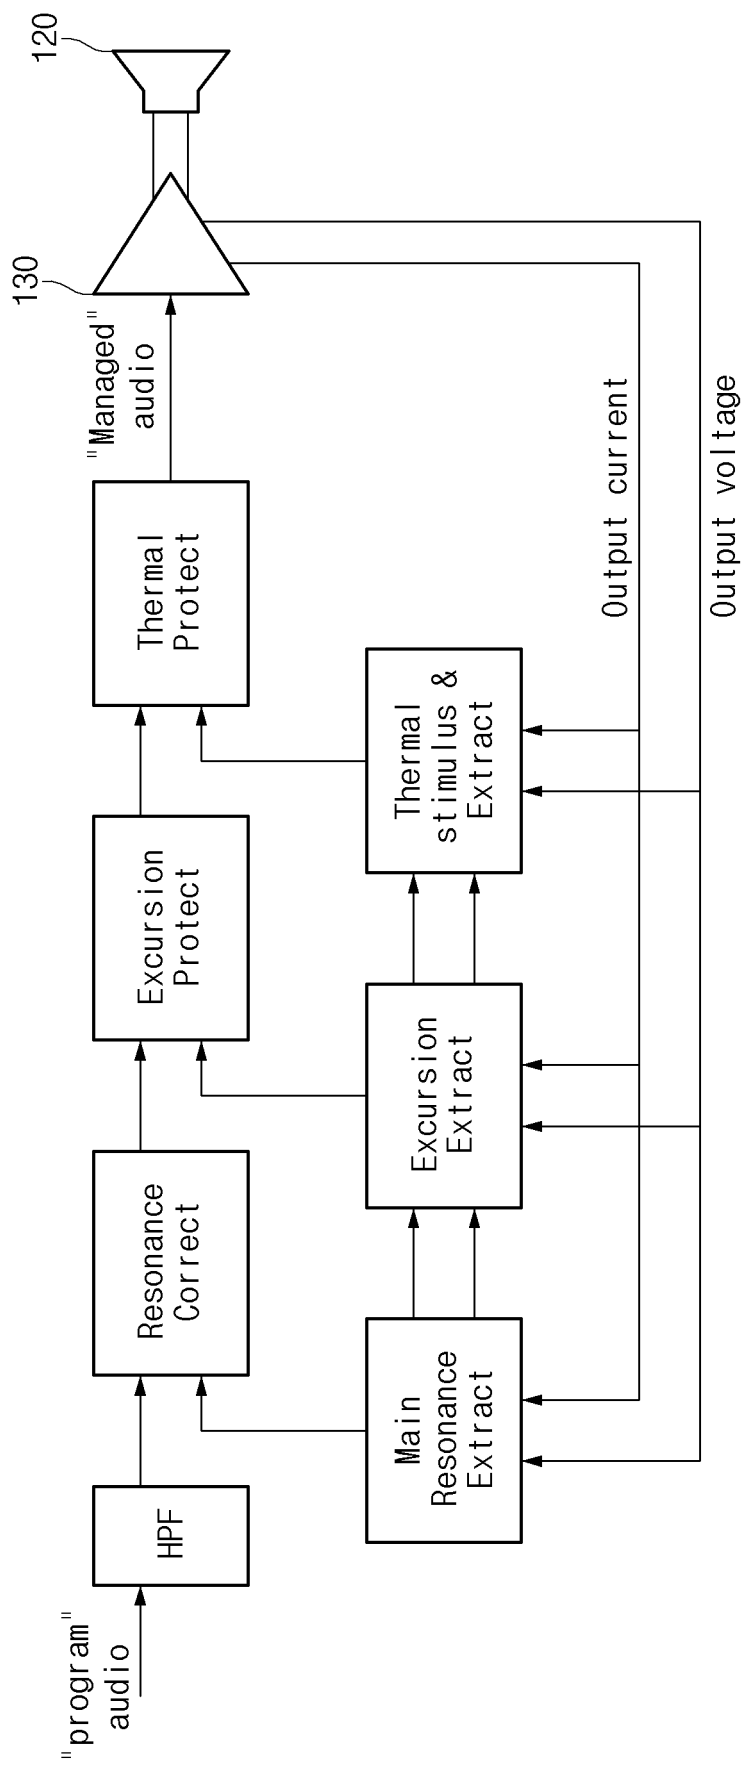 "program"
audio
HPF
Resonance
Correct
Excursion
Protect
Thermal
Protect
"Managed"
audio
130
120
Main
Resonance
Extract
Excursion
Extract
Thermal
stimulus &
Extract
Output current
Output voltage